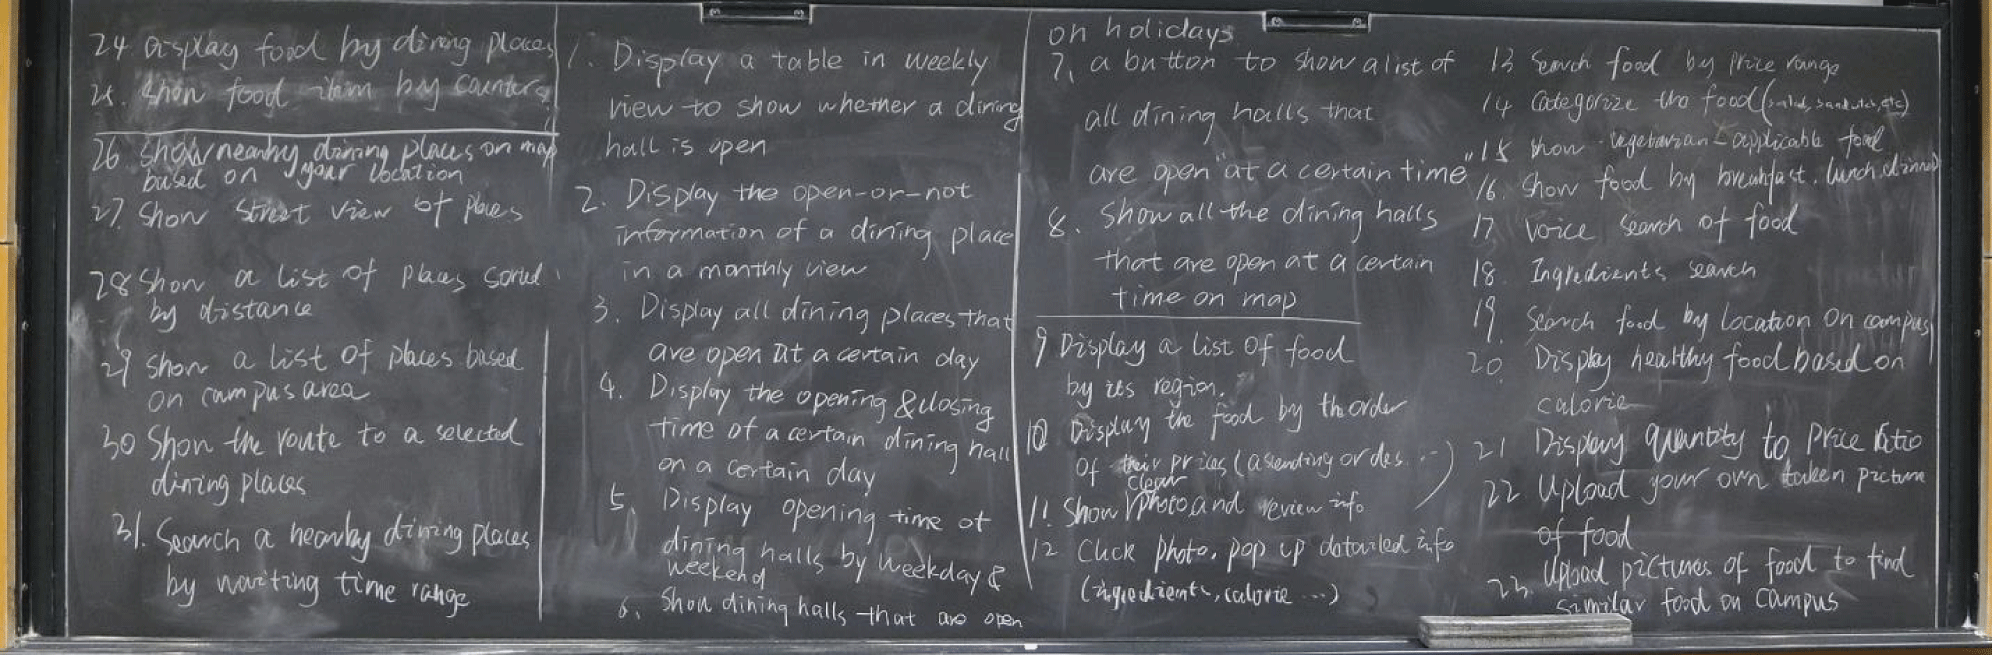 24 Display food by dining places
25. Show food item by counters
26. Show nearby dining places on map
based on your location
27. Show street view of places
28 Show a list of places sorted
by distance
29 Show a list of places based
on campus area
30 Show the route to a selected
dining places
31. Search a nearby dining places
by waiting time range
1. Display a table in weekly
view to show whether a dining
hall is open
2. Display the open-or-not
information of a dining place
in a monthly view
3. Display all dining places that
are open at a certain day
4. Display the opening & closing
time of a certain dining hall
on a certain day
5. Display opening time of
dining halls by weekday &
weekend
6. Show dining halls that are open
on holidays
7. a button to show a list of
all dining halls that
are open "at a certain time"
8. Show all the dining halls
that are open at a certain
time on map
9 Display a list of food
by its region.
10 Display the food by the order
of their prices (ascending or des...)
clear
11. Show photo and review info
12 Click photo, pop up detailed info
(ingredients, calorie ...)
13 Search food by price range
14 Categorize the food (salad, sandwich, etc)
15 show vegetarian-applicable food
16. Show food by breakfast, lunch, dinner
17 Voice search of food
18. Ingredients search
19. Search food by location on campus
20. Display healthy food based on
calorie
21 Display quantity to price ratio
22 Upload your own taken picture
of food
23. Upload pictures of food to find
similar food on campus